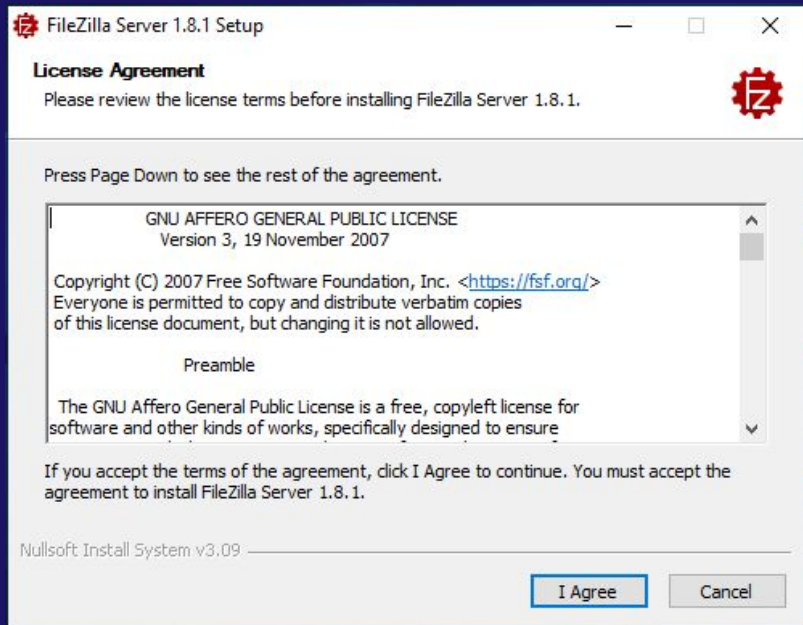 FileZilla Server 1.8.1 Setup
License Agreement
Please review the license terms before installing FileZilla Server 1.8.1.
Fz
Press Page Down to see the rest of the agreement.
GNU AFFERO GENERAL PUBLIC LICENSE
Version 3, 19 November 2007
Copyright (C) 2007 Free Software Foundation, Inc. <https://fsf.org/>
Everyone is permitted to copy and distribute verbatim copies
of this license document, but changing it is not allowed.
Preamble
The GNU Affero General Public License is a free, copyleft license for
software and other kinds of works, specifically designed to ensure
If you accept the terms of the agreement, click I Agree to continue. You must accept the
agreement to install FileZilla Server 1.8.1.
Nullsoft Install System v3.09
I Agree
Cancel